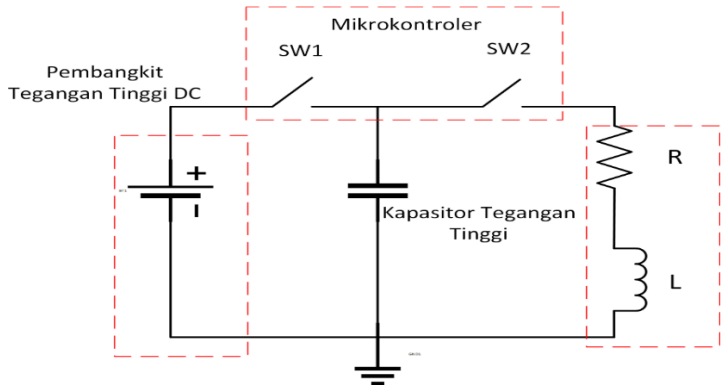 Mikrokontroler
SW1
SW2
Pembangkit
Tegangan Tinggi DC
+
R
Kapasitor Tegangan
Tinggi
L